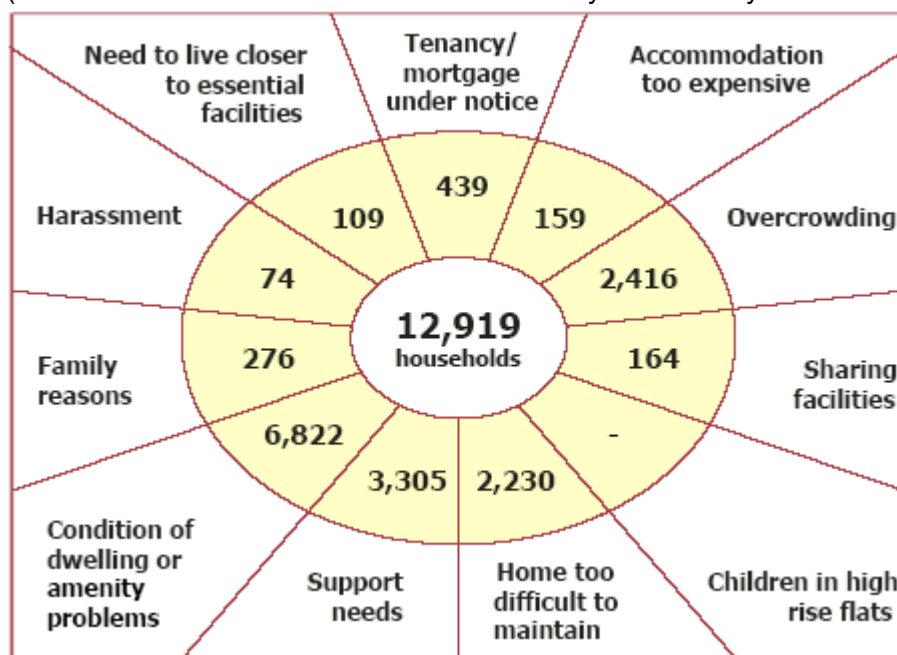 Need to live closer
to essential
facilities
Tenancy/
mortgage
under notice
Accommodation
too expensive
Harassment
109
439
159
Overcrowding
74
2,416
12,919
households
Family
reasons
276
164
Sharing
facilities
6,822
3,305
2,230
-
Condition of
dwelling or
amenity
problems
Support
needs
Home too
difficult to
maintain
Children in high
rise flats